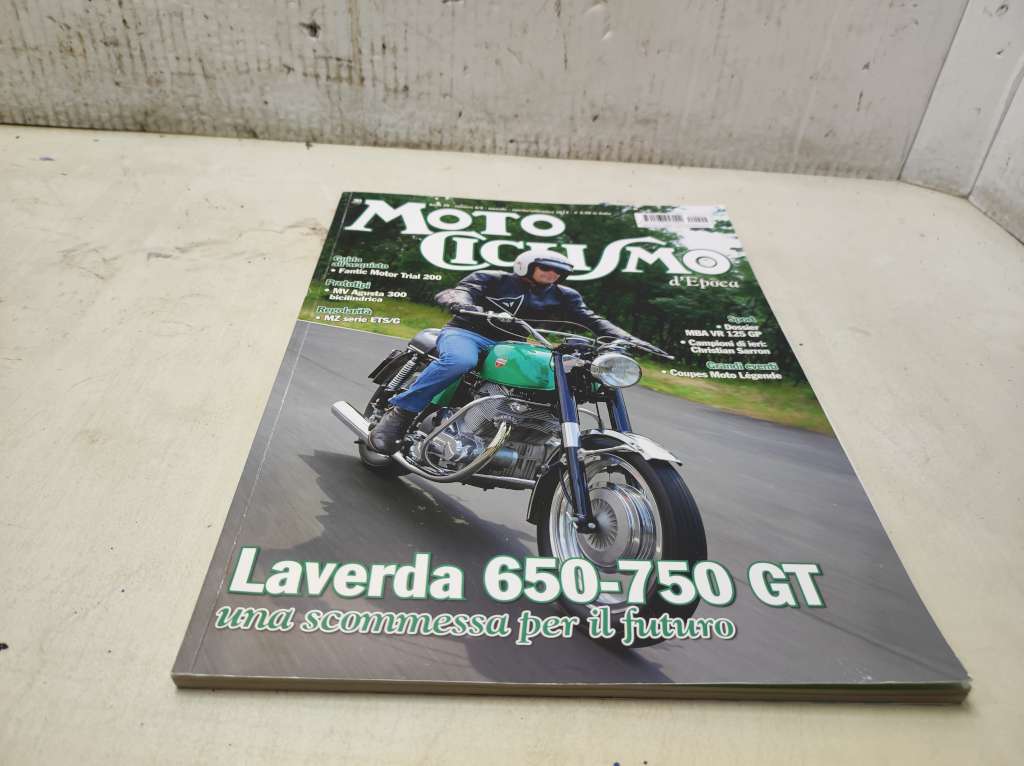 MOTO
CICLISMO
d'Epoca
Guida
all'acquisto
• Fantic Motor Trial 200
Prototipi
• MV Agusta 300
bicilindrica
Regolarità
• MZ serie ETS/G
Sport
• Dossier
MBA VR 125 GP
• Campioni di ieri:
Christian Sarron
Grandi eventi
• Coupes Moto Légende
Laverda 650-750 GT
una scommessa per il futuro